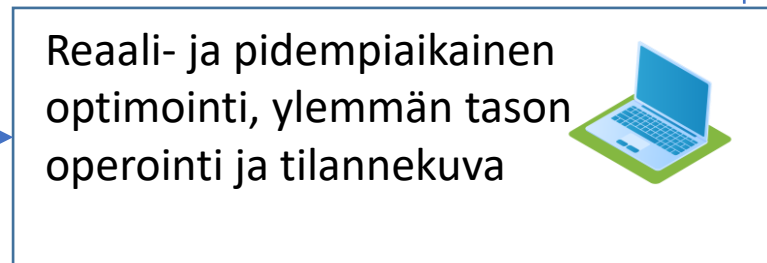 Reaali- ja pidempiaikainen
optimointi, ylemmän tason
operointi ja tilannekuva